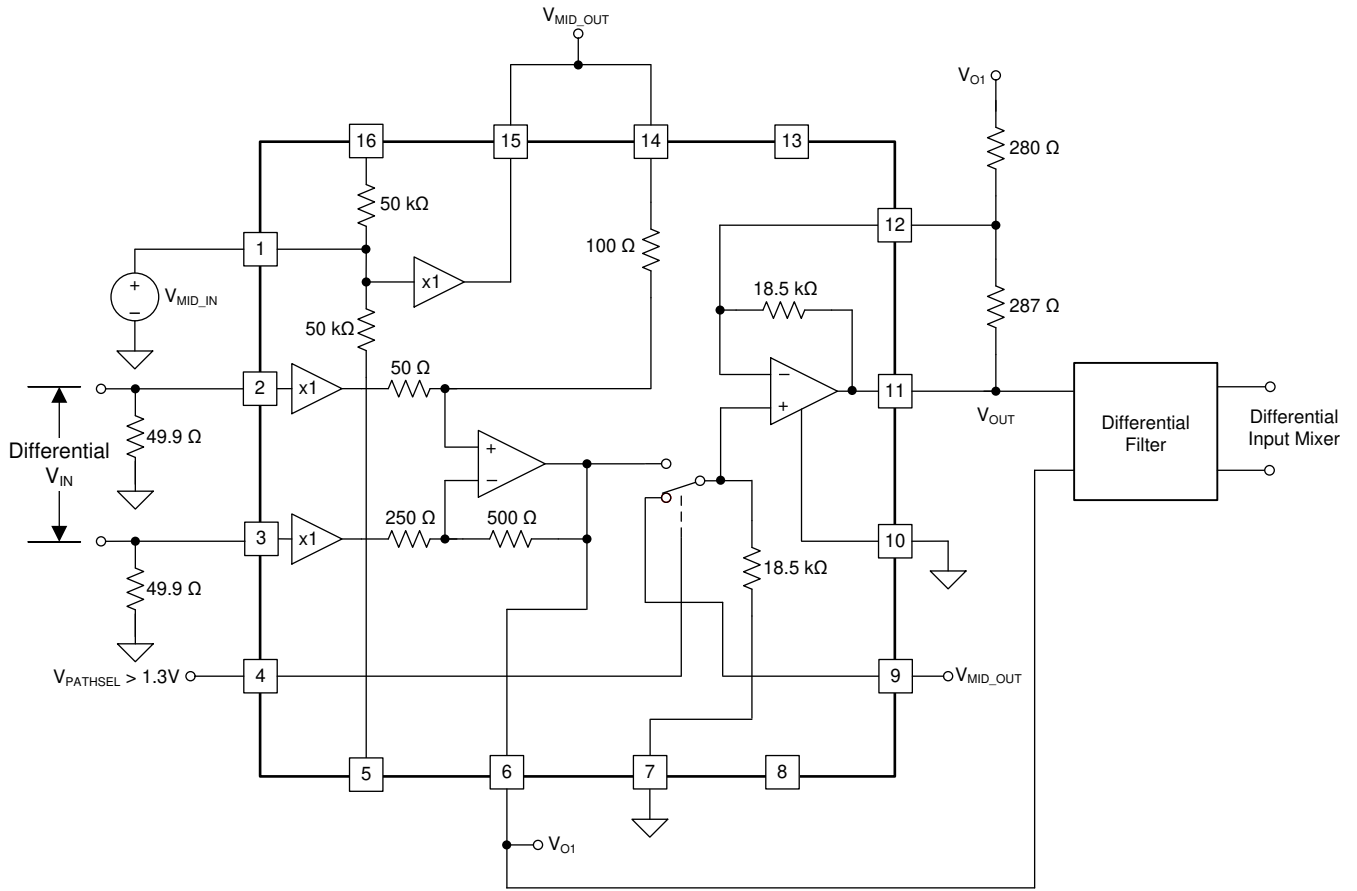 V_MID_OUT
V_O1
280 Ω
16
15
14
13
50 kΩ
12
1
100 Ω
x1
18.5 kΩ
287 Ω
+
−
V_MID_IN
50 kΩ
50 Ω
−
+
2
x1
11
V_OUT
Differential
Filter
Differential
Input Mixer
49.9 Ω
Differential
V_IN
+
−
250 Ω
500 Ω
3
x1
10
18.5 kΩ
49.9 Ω
V_PATHSEL > 1.3V
4
9
V_MID_OUT
5
6
7
8
V_O1